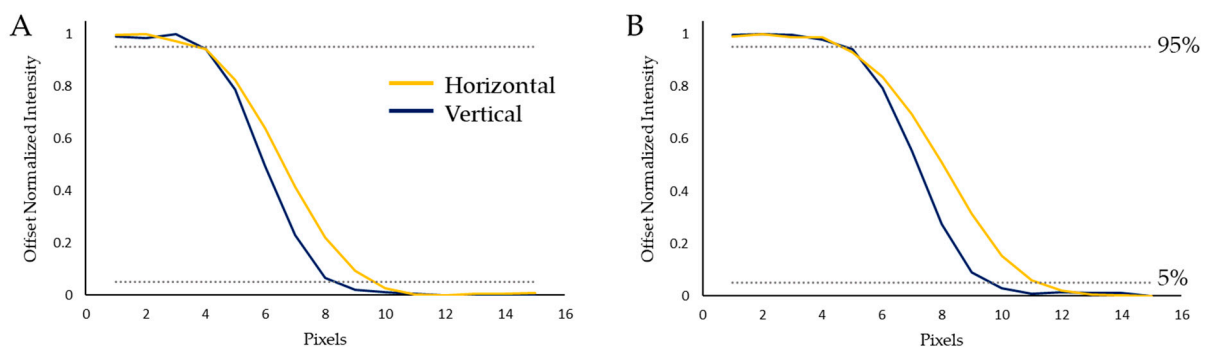 A
B
Offset Normalized Intensity
1
0.8
0.6
0.4
0.2
0
0 2 4 6 8 10 12 14 16
Pixels
Horizontal
Vertical
Offset Normalized Intensity
1
0.8
0.6
0.4
0.2
0
0 2 4 6 8 10 12 14 16
Pixels
95%
5%